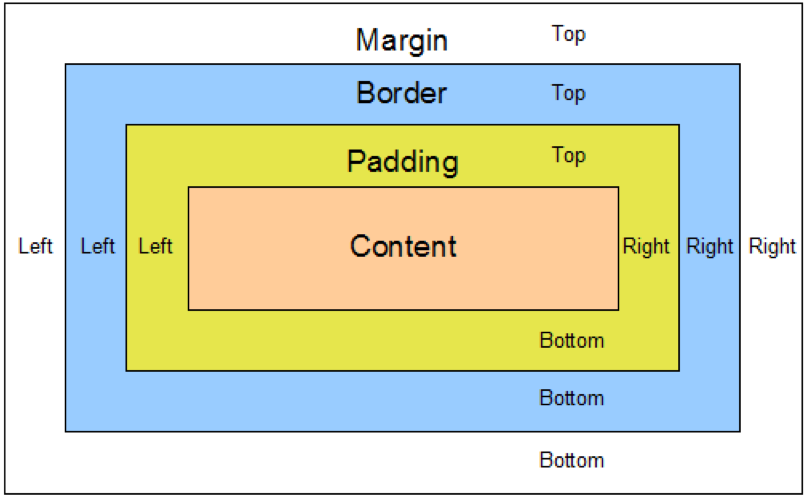 Margin Top
Border Top
Padding Top
Left Left Left Content Right Right Right
Bottom
Bottom
Bottom